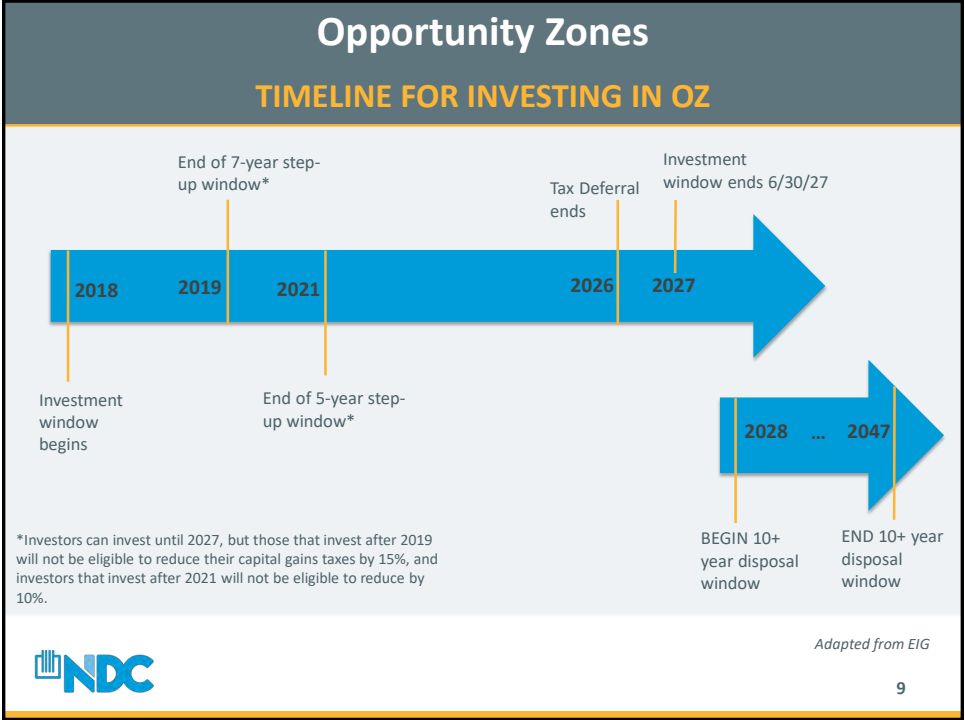 Opportunity Zones
TIMELINE FOR INVESTING IN OZ
End of 7-year step-
up window*
Tax Deferral
ends
Investment
window ends 6/30/27
2018
2019
2021
2026
2027
Investment
window
begins
End of 5-year step-
up window*
2028 ... 2047
BEGIN 10+
year disposal
window
END 10+ year
disposal
window
*Investors can invest until 2027, but those that invest after 2019
will not be eligible to reduce their capital gains taxes by 15%, and
investors that invest after 2021 will not be eligible to reduce by
10%.
Adapted from EIG
NDC
9